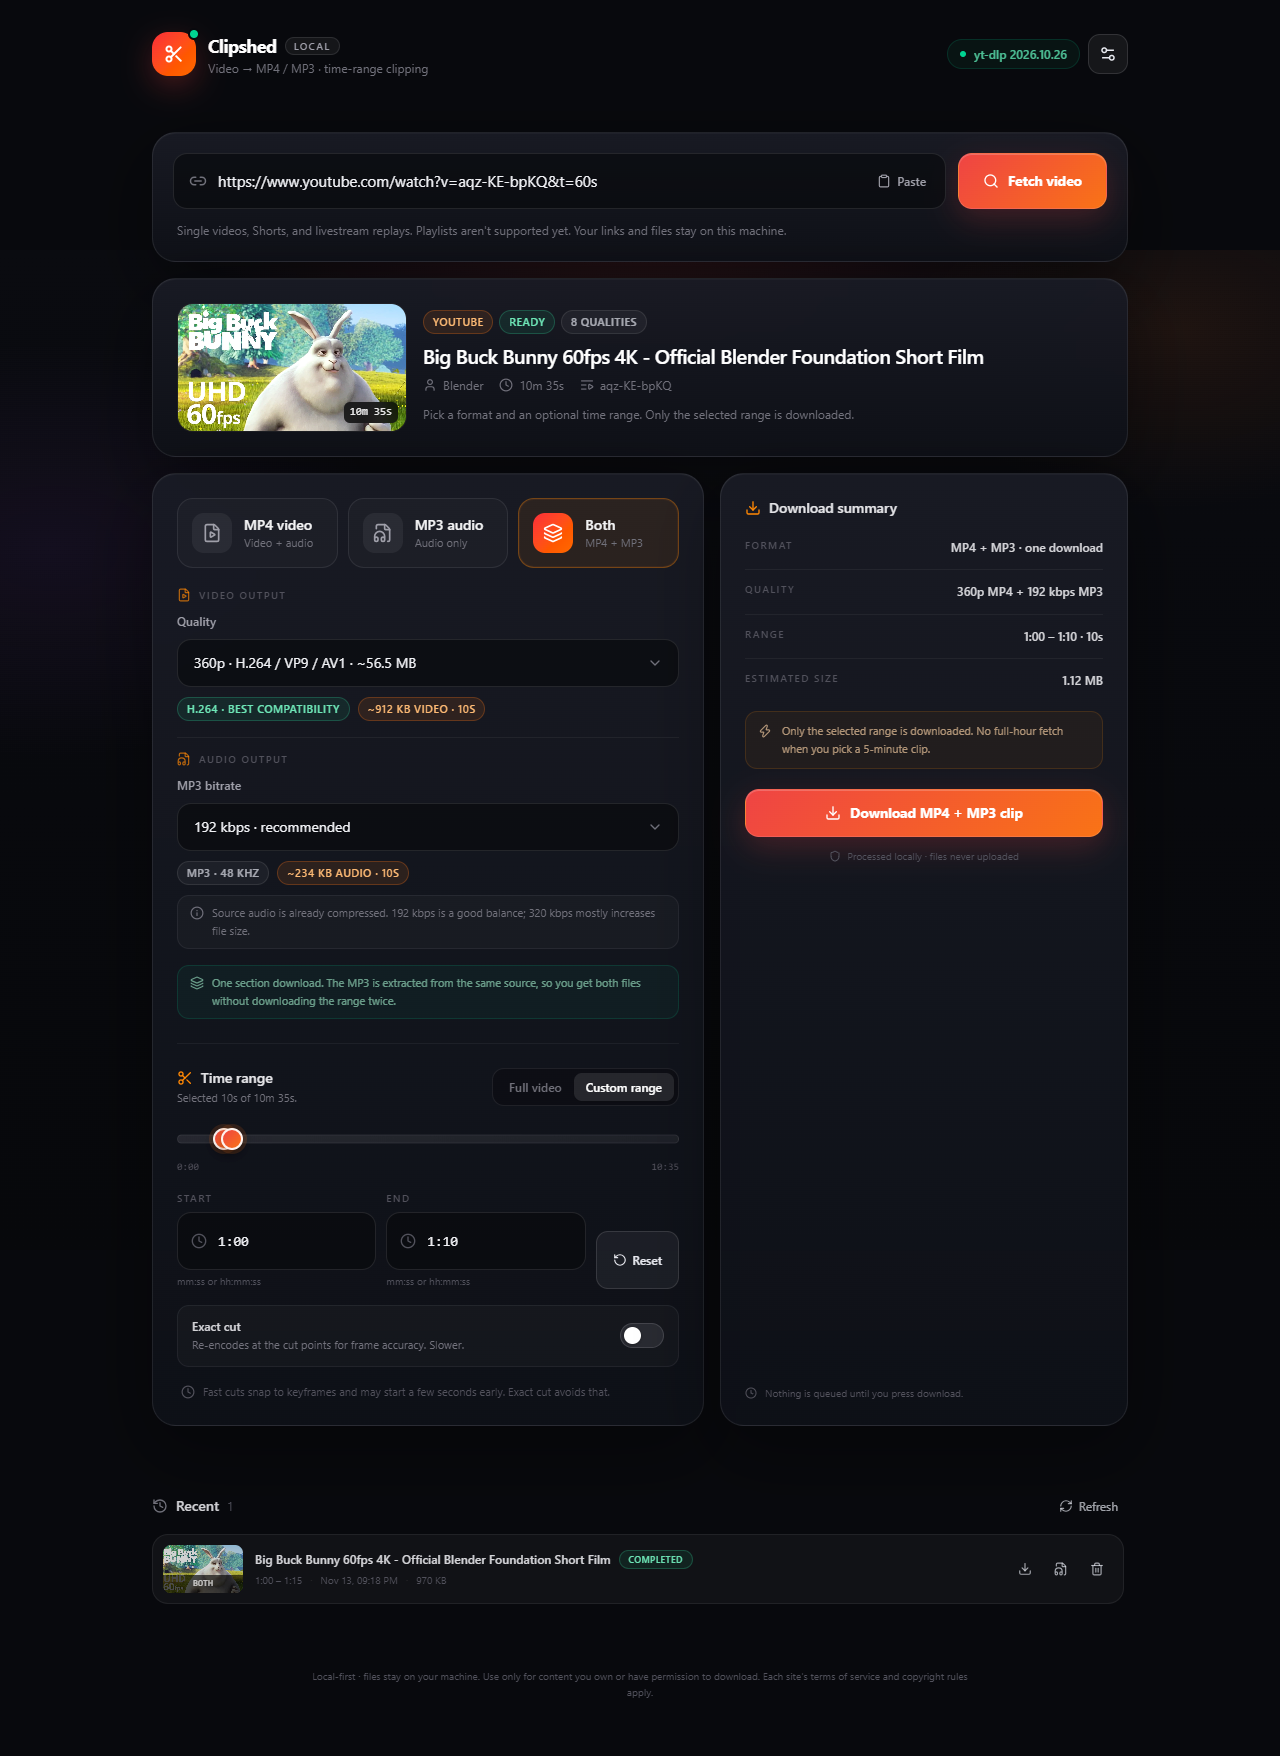 Clipshed LOCAL
Video → MP4 / MP3 · time-range clipping
yt-dlp 2026.10.26
https://www.youtube.com/watch?v=aqz-KE-bpKQ&t=60s
Paste
Fetch video
Single videos, Shorts, and livestream replays. Playlists aren't supported yet. Your links and files stay on this machine.
Big Buck
BUNNY
UHD
60fps
10m 35s
YOUTUBE READY 8 QUALITIES
Big Buck Bunny 60fps 4K - Official Blender Foundation Short Film
Blender 10m 35s aqz-KE-bpKQ
Pick a format and an optional time range. Only the selected range is downloaded.
MP4 video
Video + audio
MP3 audio
Audio only
Both
MP4 + MP3
VIDEO OUTPUT
Quality
360p · H.264 / VP9 / AV1 · ~56.5 MB
H.264 · BEST COMPATIBILITY ~912 KB VIDEO · 10S
AUDIO OUTPUT
MP3 bitrate
192 kbps · recommended
MP3 · 48 KHZ ~234 KB AUDIO · 10S
Source audio is already compressed. 192 kbps is a good balance; 320 kbps mostly increases
file size.
One section download. The MP3 is extracted from the same source, so you get both files
without downloading the range twice.
Time range
Selected 10s of 10m 35s.
Full video Custom range
0:00 10:35
START END
1:00 1:10
Reset
mm:ss or hh:mm:ss mm:ss or hh:mm:ss
Exact cut
Re-encodes at the cut points for frame accuracy. Slower.
Fast cuts snap to keyframes and may start a few seconds early. Exact cut avoids that.
Download summary
FORMAT MP4 + MP3 · one download
QUALITY 360p MP4 + 192 kbps MP3
RANGE 1:00 – 1:10 · 10s
ESTIMATED SIZE 1.12 MB
Only the selected range is downloaded. No full-hour fetch
when you pick a 5-minute clip.
Download MP4 + MP3 clip
Processed locally · files never uploaded
Nothing is queued until you press download.
Recent 1
Refresh
Big Buck
BUNNY
UHD
60fps
BOTH
Big Buck Bunny 60fps 4K - Official Blender Foundation Short Film COMPLETED
1:00 – 1:15 · Nov 13, 09:18 PM · 970 KB
Local-first · files stay on your machine. Use only for content you own or have permission to download. Each site's terms of service and copyright rules
apply.